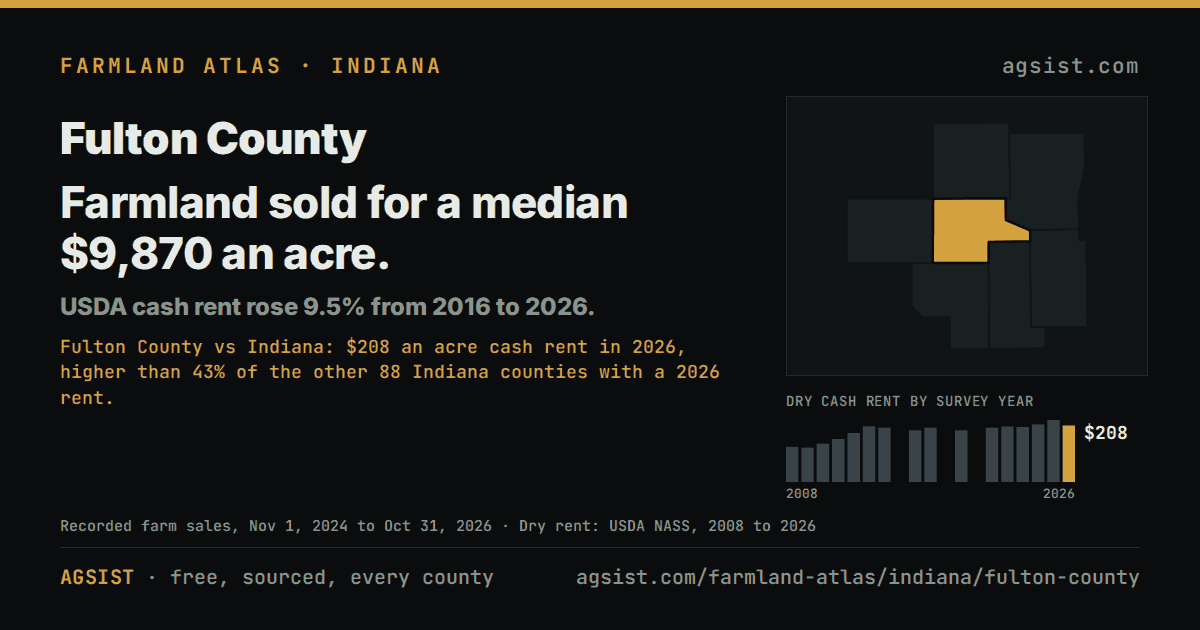 FARMLAND ATLAS · INDIANA
agsist.com
Fulton County
Farmland sold for a median
$9,870 an acre.
USDA cash rent rose 9.5% from 2016 to 2026.
Fulton County vs Indiana: $208 an acre cash rent in 2026,
higher than 43% of the other 88 Indiana counties with a 2026
rent.
DRY CASH RENT BY SURVEY YEAR
$208
2008
2026
Recorded farm sales, Nov 1, 2024 to Oct 31, 2026 · Dry rent: USDA NASS, 2008 to 2026
AGSIST · free, sourced, every county
agsist.com/farmland-atlas/indiana/fulton-county